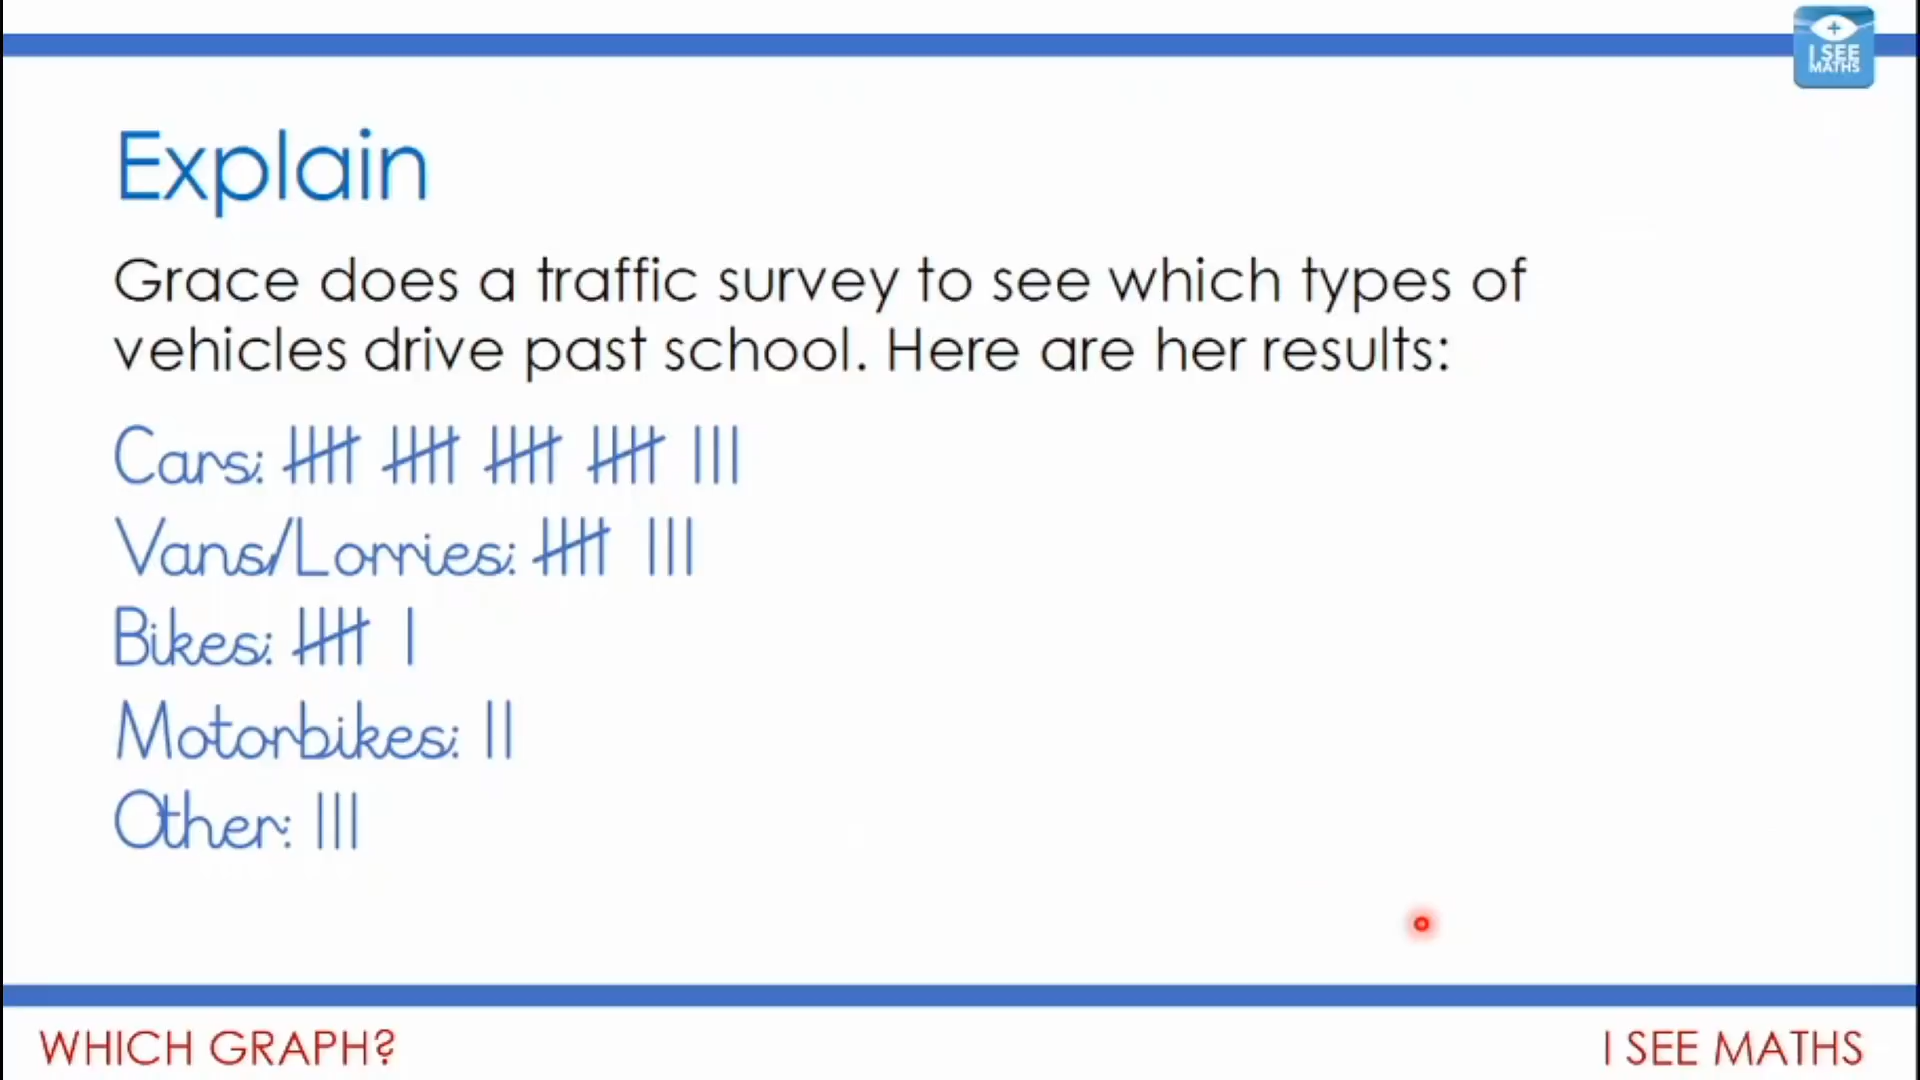 I SEE
MATHS
Explain
Grace does a traffic survey to see which types of
vehicles drive past school. Here are her results:
Cars: 𝍸 𝍸 𝍸 𝍸 III
Vans/Lorries: 𝍸 III
Bikes: 𝍸 I
Motorbikes: II
Other: III
WHICH GRAPH?
I SEE MATHS